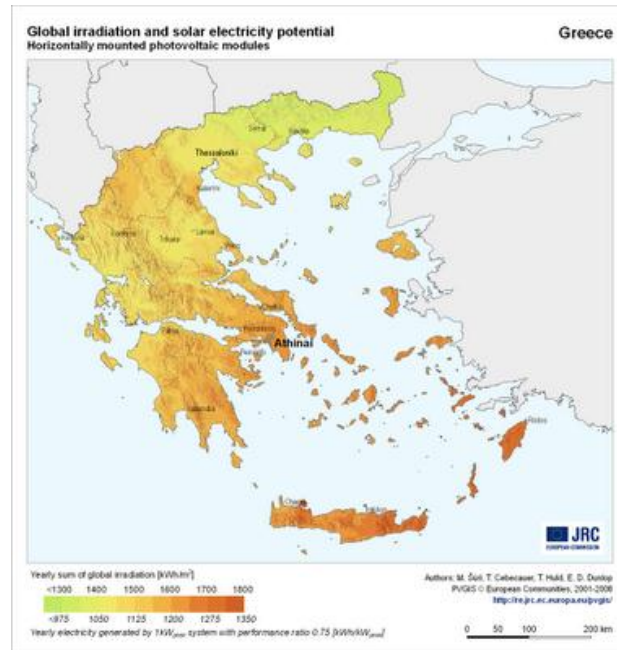 Global irradiation and solar electricity potential
Horizontally mounted photovoltaic modules
Greece
Thessaloniki
Athinai
Rodos
JRC
EUROPEAN COMMISSION
Yearly sum of global irradiation [kWh/m²]
<1300 1400 1500 1600 1700 1800
<975 1050 1125 1200 1275 1350
Yearly electricity generated by 1kWpeak system with performance ratio 0.75 [kWh/kWpeak]
Authors: M. Šúri, T. Cebecauer, T. Huld, E. D. Dunlop
PVGIS © European Communities, 2001-2008
http://re.jrc.ec.europa.eu/pvgis/
0 50 100 200 km